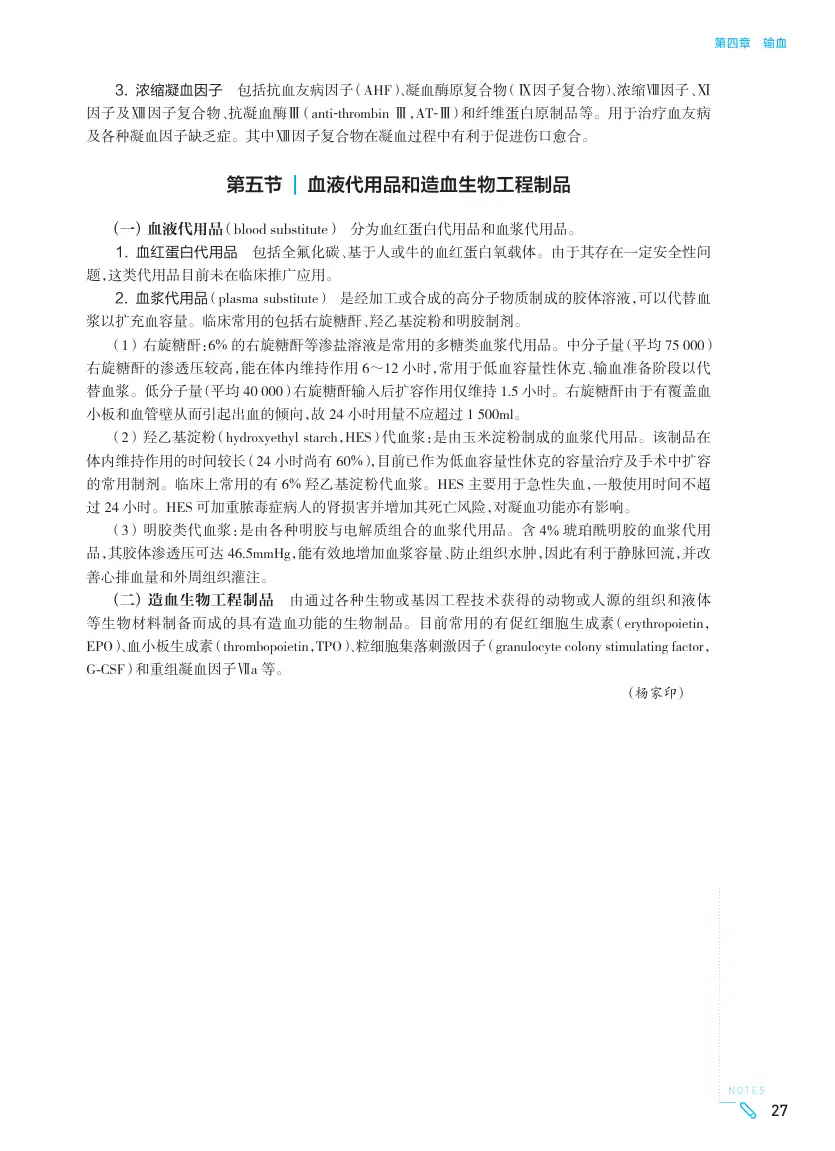 第四章 输血
3. 浓缩凝血因子 包括抗血友病因子（AHF）、凝血酶原复合物（Ⅸ因子复合物）、浓缩Ⅷ因子、Ⅺ
因子及ⅩⅢ因子复合物、抗凝血酶Ⅲ（anti-thrombin Ⅲ，AT-Ⅲ）和纤维蛋白原制品等。用于治疗血友病
及各种凝血因子缺乏症。其中ⅩⅢ因子复合物在凝血过程中有利于促进伤口愈合。
第五节 | 血液代用品和造血生物工程制品
（一）血液代用品（blood substitute） 分为血红蛋白代用品和血浆代用品。
1. 血红蛋白代用品 包括全氟化碳、基于人或牛的血红蛋白氧载体。由于其存在一定安全性问
题，这类代用品目前未在临床推广应用。
2. 血浆代用品（plasma substitute） 是经加工或合成的高分子物质制成的胶体溶液，可以代替血
浆以扩充血容量。临床常用的包括右旋糖酐、羟乙基淀粉和明胶制剂。
（1）右旋糖酐：6% 的右旋糖酐等渗盐溶液是常用的多糖类血浆代用品。中分子量（平均 75 000）
右旋糖酐的渗透压较高，能在体内维持作用 6～12 小时，常用于低血容量性休克、输血准备阶段以代
替血浆。低分子量（平均 40 000）右旋糖酐输入后扩容作用仅维持 1.5 小时。右旋糖酐由于有覆盖血
小板和血管壁从而引起出血的倾向，故 24 小时用量不应超过 1 500ml。
（2）羟乙基淀粉（hydroxyethyl starch，HES）代血浆：是由玉米淀粉制成的血浆代用品。该制品在
体内维持作用的时间较长（24 小时尚有 60%），目前已作为低血容量性休克的容量治疗及手术中扩容
的常用制剂。临床上常用的有 6% 羟乙基淀粉代血浆。HES 主要用于急性失血，一般使用时间不超
过 24 小时。HES 可加重脓毒症病人的肾损害并增加其死亡风险，对凝血功能亦有影响。
（3）明胶类代血浆：是由各种明胶与电解质组合的血浆代用品。含 4% 琥珀酰明胶的血浆代用
品，其胶体渗透压可达 46.5mmHg，能有效地增加血浆容量、防止组织水肿，因此有利于静脉回流，并改
善心排血量和外周组织灌注。
（二）造血生物工程制品 由通过各种生物或基因工程技术获得的动物或人源的组织和液体
等生物材料制备而成的具有造血功能的生物制品。目前常用的有促红细胞生成素（erythropoietin，
EPO）、血小板生成素（thrombopoietin，TPO）、粒细胞集落刺激因子（granulocyte colony stimulating factor，
G-CSF）和重组凝血因子Ⅶa 等。
（杨家印）
NOTES
27